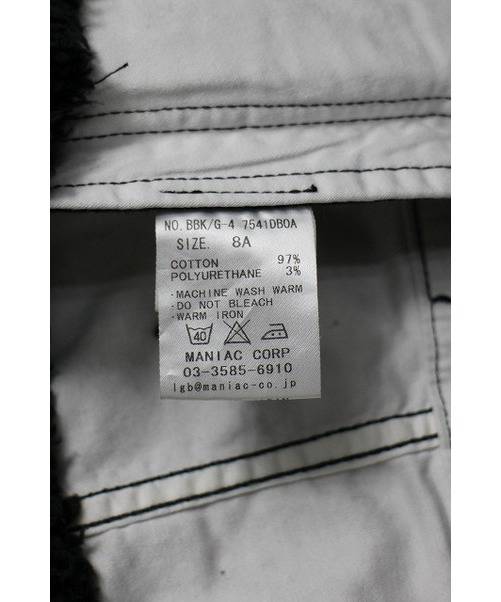 NO. BBK/G-4 7541DBOA
SIZE. 8A
COTTON 97%
POLYURETHANE 3%
·MACHINE WASH WARM
·DO NOT BLEACH
·WARM IRON
40
MANIAC CORP
03-3585-6910
lgb@maniac-co.jp